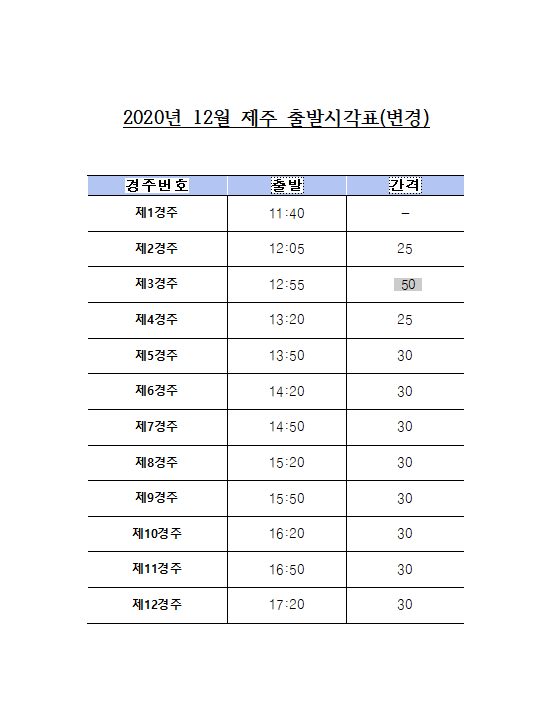 2020년 12월 제주 출발시각표(변경)
경주번호 출발 간격
제1경주 11:40 -
제2경주 12:05 25
제3경주 12:55 50
제4경주 13:20 25
제5경주 13:50 30
제6경주 14:20 30
제7경주 14:50 30
제8경주 15:20 30
제9경주 15:50 30
제10경주 16:20 30
제11경주 16:50 30
제12경주 17:20 30